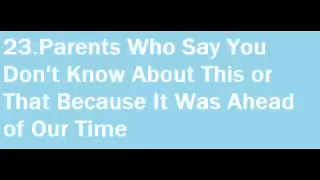 23.Parents Who Say You
Don't Know About This or
That Because It Was Ahead
of Our Time